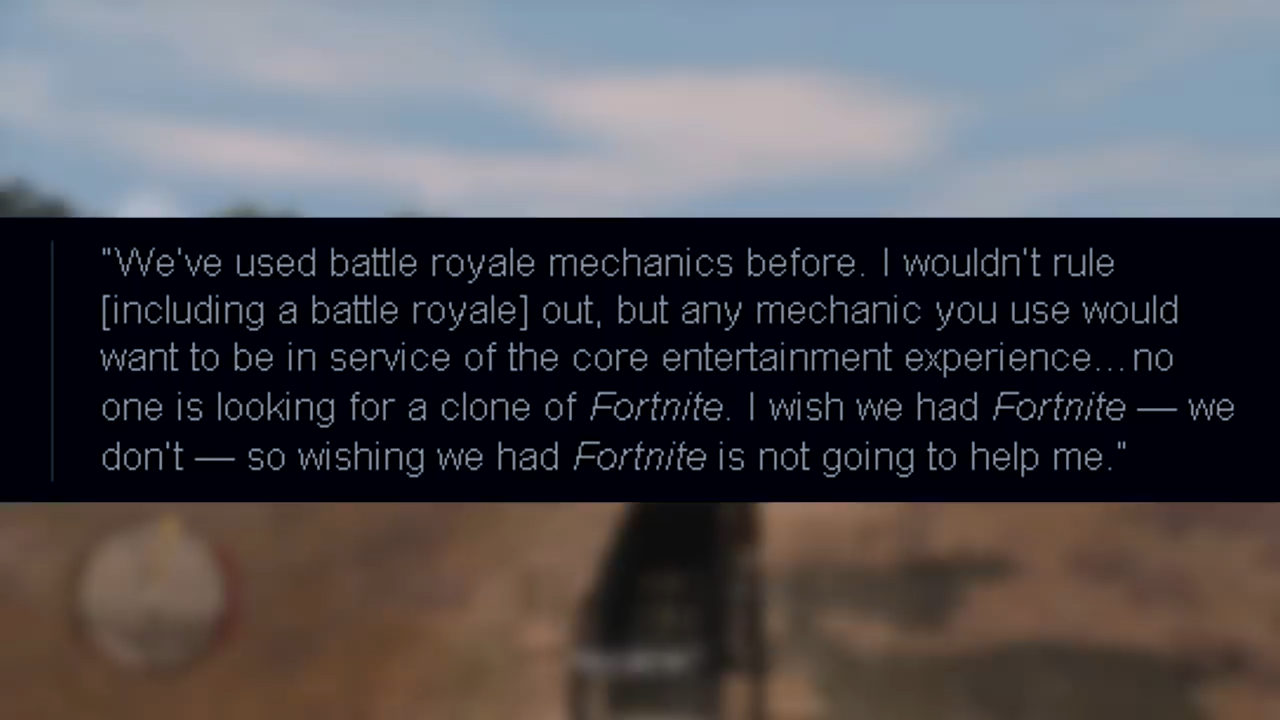 "We've used battle royale mechanics before. I wouldn't rule
[including a battle royale] out, but any mechanic you use would
want to be in service of the core entertainment experience...no
one is looking for a clone of Fortnite. I wish we had Fortnite — we
don't — so wishing we had Fortnite is not going to help me."